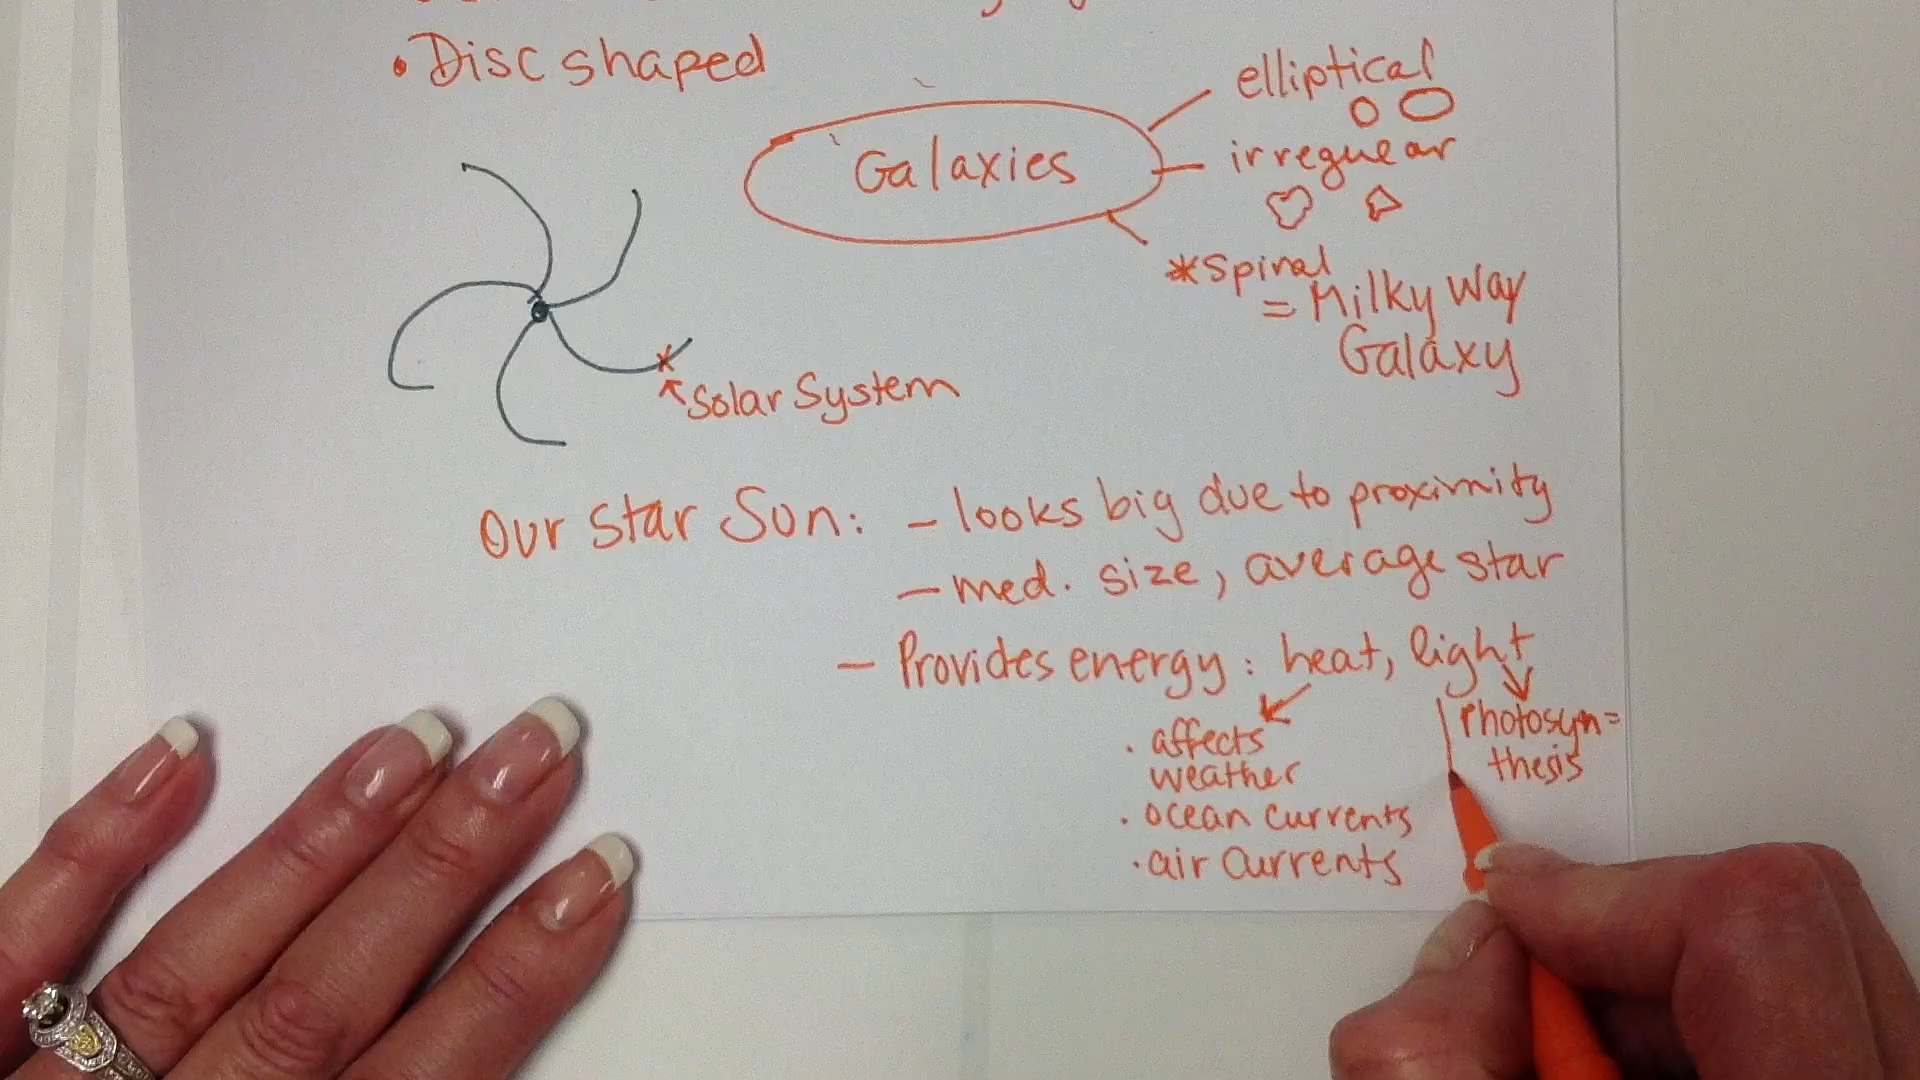 • Disc shaped
Galaxies
elliptical
irreguear
*Spiral
= Milky Way
Galaxy
Solar System
Our Star Sun: - looks big due to proximity
- med. size, average star
- Provides energy: heat, light
. affects
weather
. ocean currents
. air currents
Photosyn=
thesis